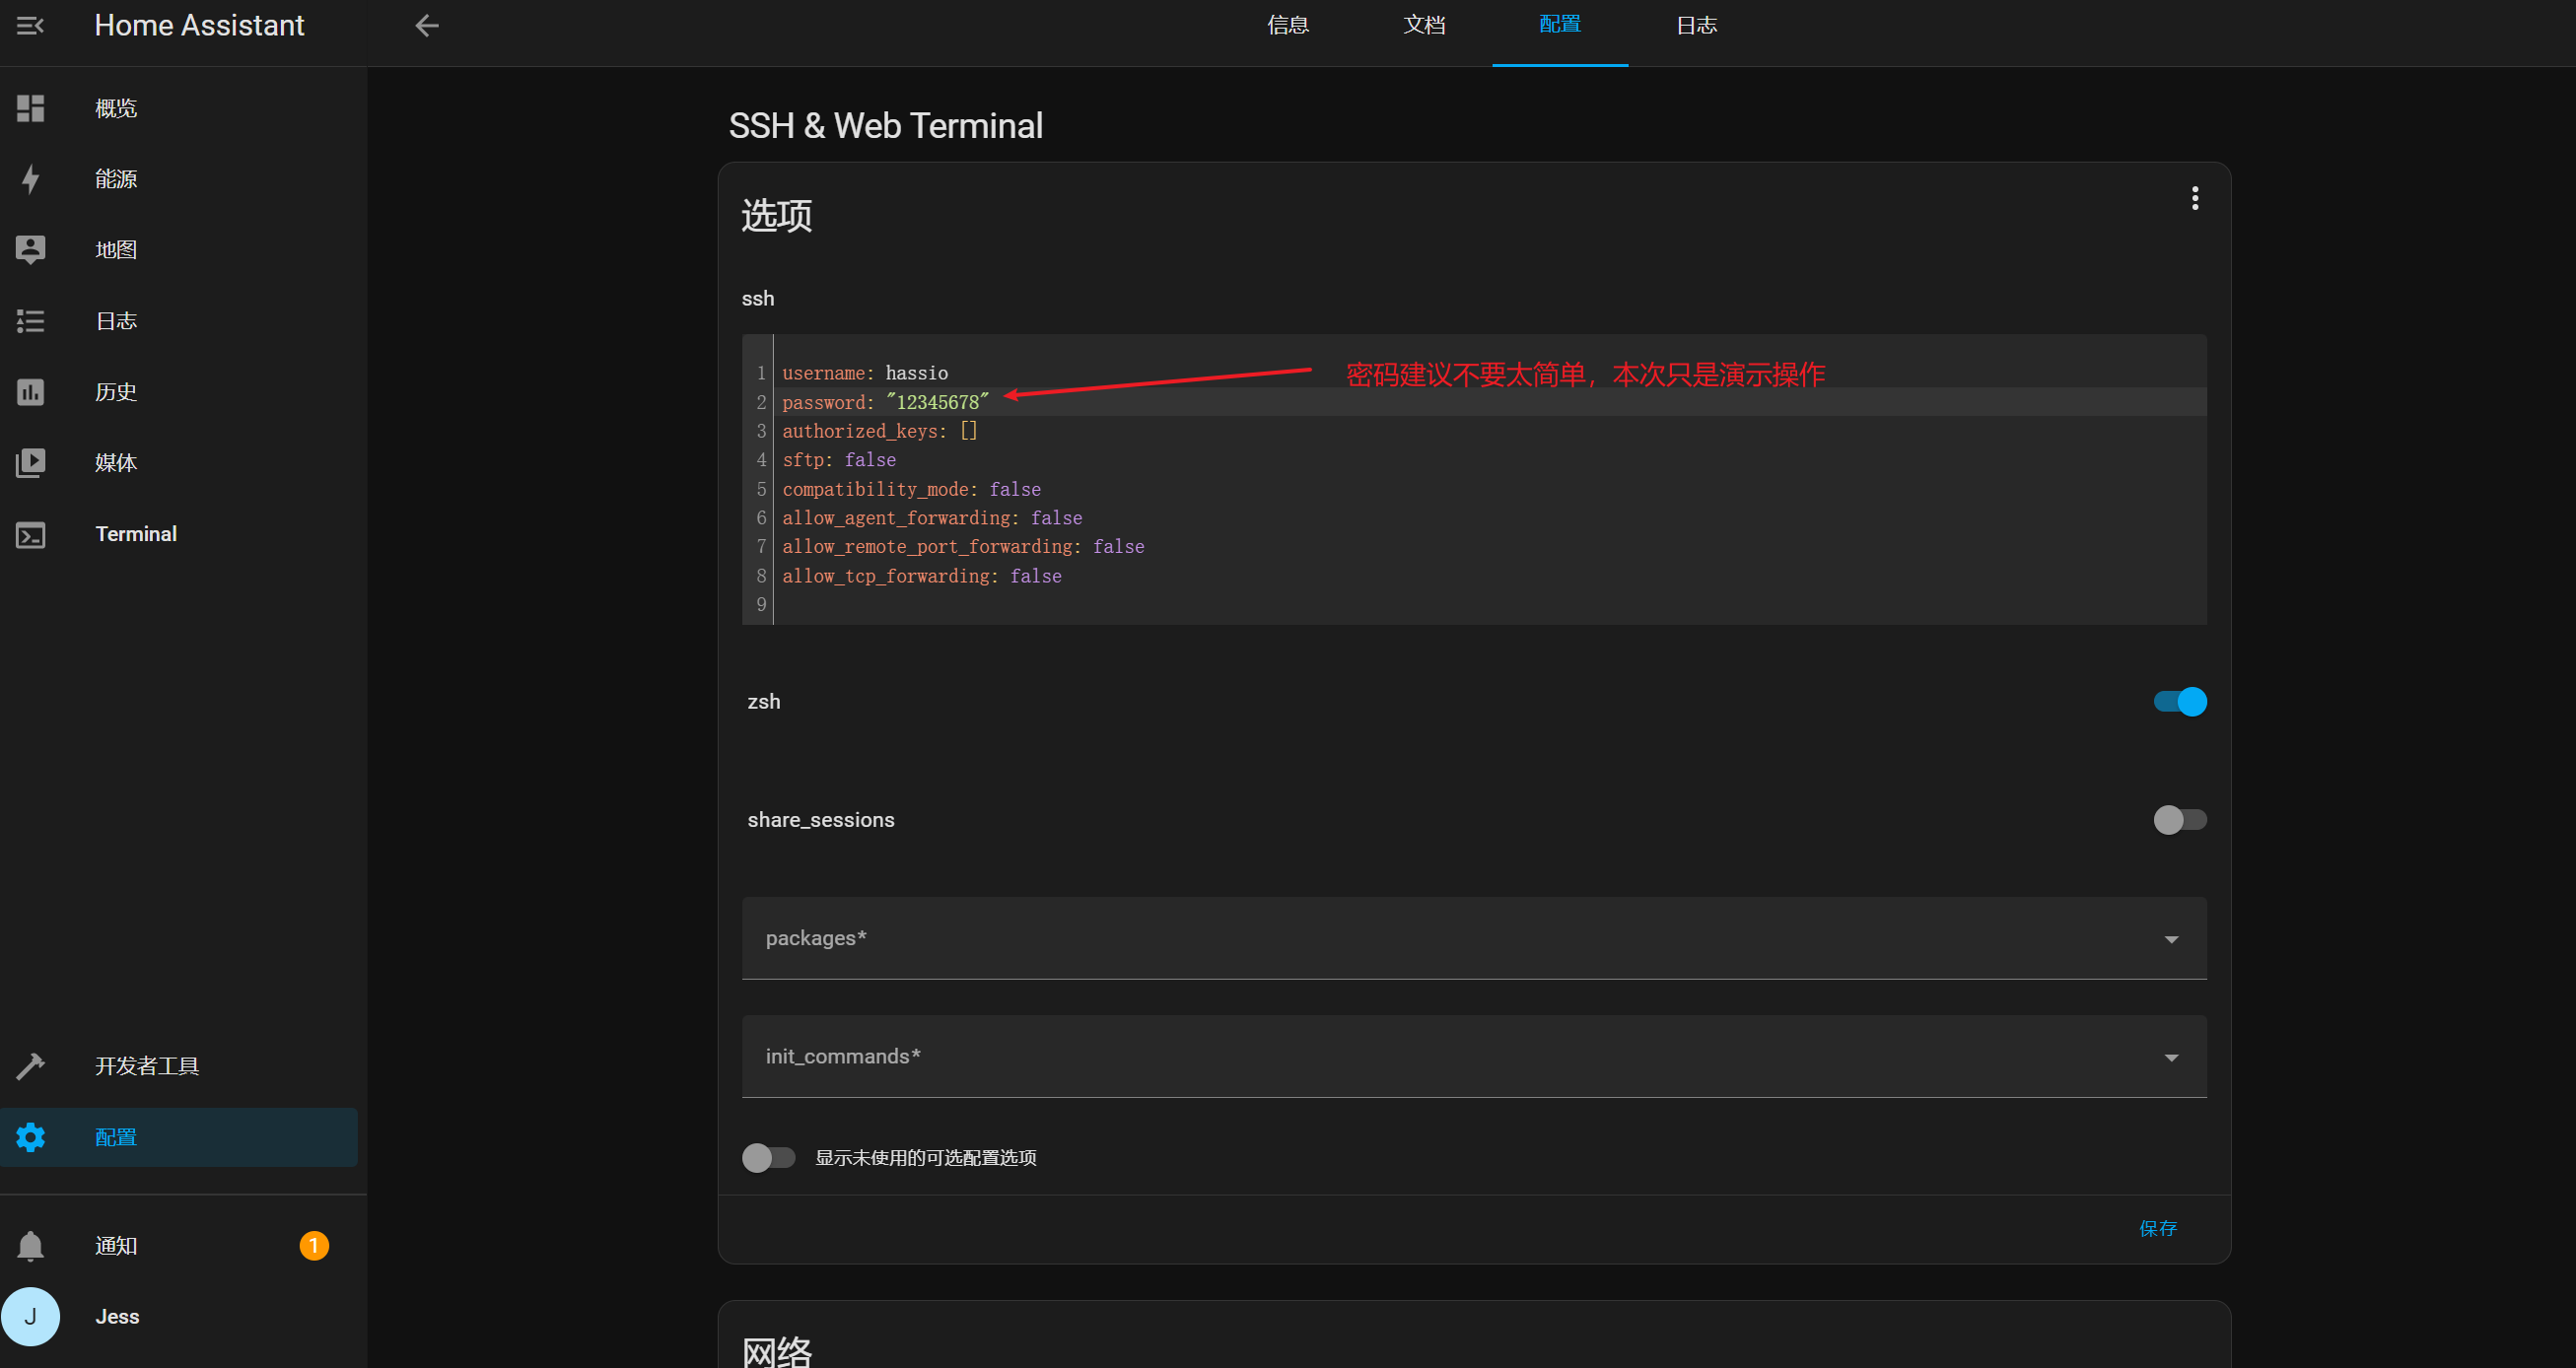 Home Assistant
信息
文档
配置
日志
概览
能源
地图
日志
历史
媒体
Terminal
开发者工具
配置
通知
1
J
Jess
SSH & Web Terminal
选项
ssh
1 username: hassio
密码建议不要太简单，本次只是演示操作
2 password: "12345678"
3 authorized_keys: []
4 sftp: false
5 compatibility_mode: false
6 allow_agent_forwarding: false
7 allow_remote_port_forwarding: false
8 allow_tcp_forwarding: false
9
zsh
share_sessions
packages*
init_commands*
显示未使用的可选配置选项
保存
网络